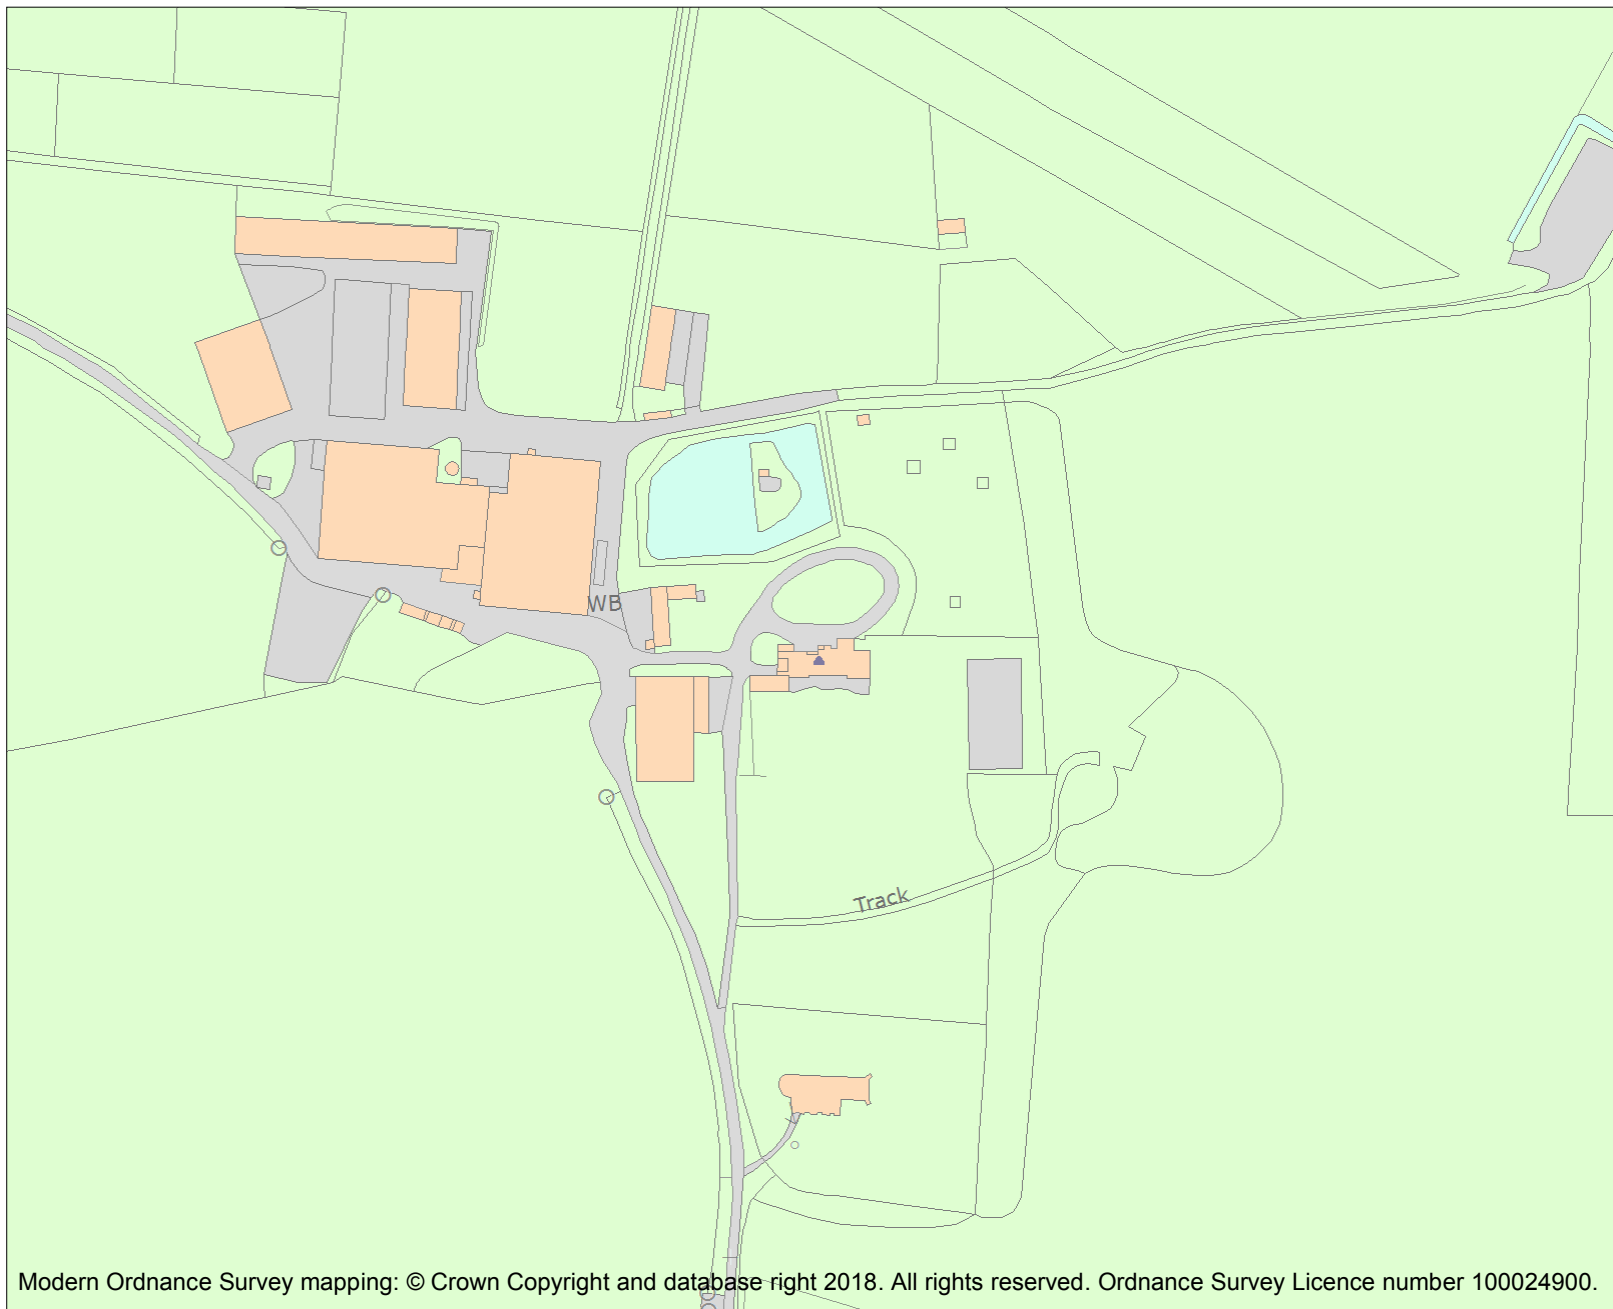 WB
Track
Modern Ordnance Survey mapping: © Crown Copyright and database right 2018. All rights reserved. Ordnance Survey Licence number 100024900.